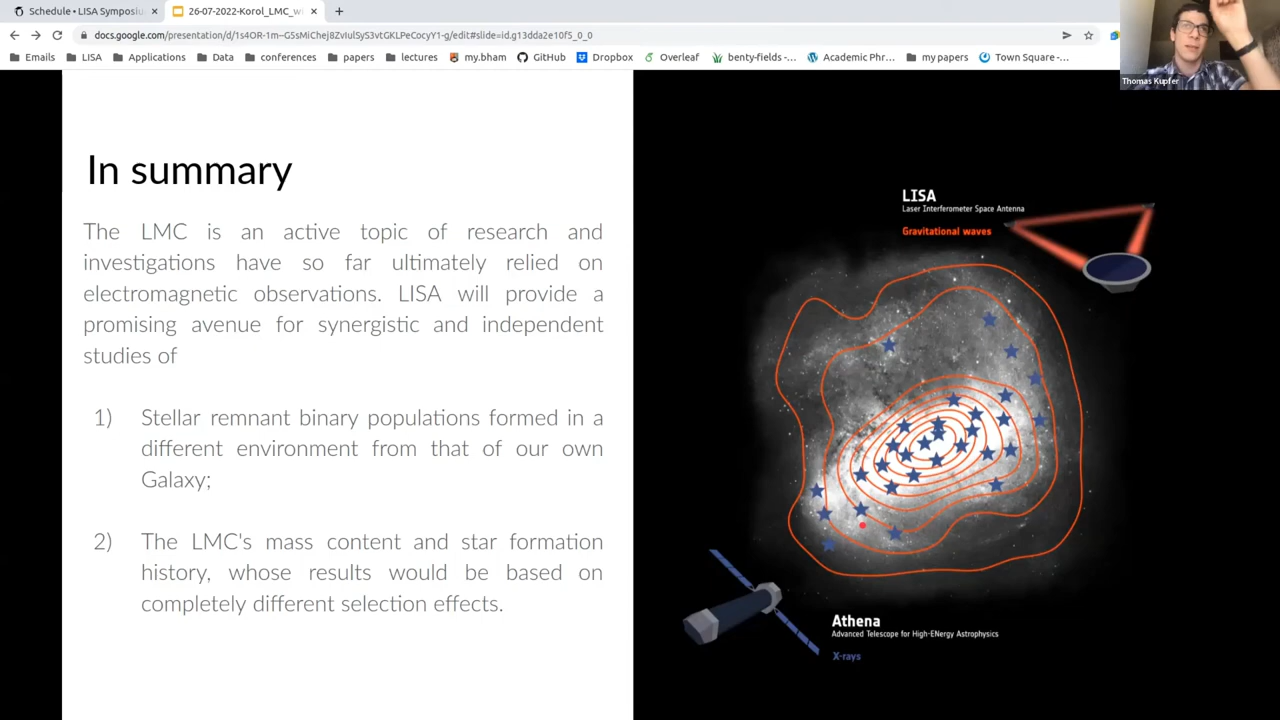 Schedule • LISA Symposiu
26-07-2022-Korol_LMC_w
docs.google.com/presentation/d/1s4OR-1m--G5sMiChej8ZvIulSyS3vtGKLPeCocyY1-g/edit#slide=id.g13dda2e10f5_0_0
Emails LISA Applications Data conferences papers lectures my.bham GitHub Dropbox Overleaf benty-fields -... Academic Phr... my papers Town Square -...
Thomas Kupfer
In summary
The LMC is an active topic of research and
investigations have so far ultimately relied on
electromagnetic observations. LISA will provide a
promising avenue for synergistic and independent
studies of
1) Stellar remnant binary populations formed in a
different environment from that of our own
Galaxy;
2) The LMC's mass content and star formation
history, whose results would be based on
completely different selection effects.
LISA
Laser Interferometer Space Antenna
Gravitational waves
Athena
Advanced Telescope for High-ENergy Astrophysics
X-rays